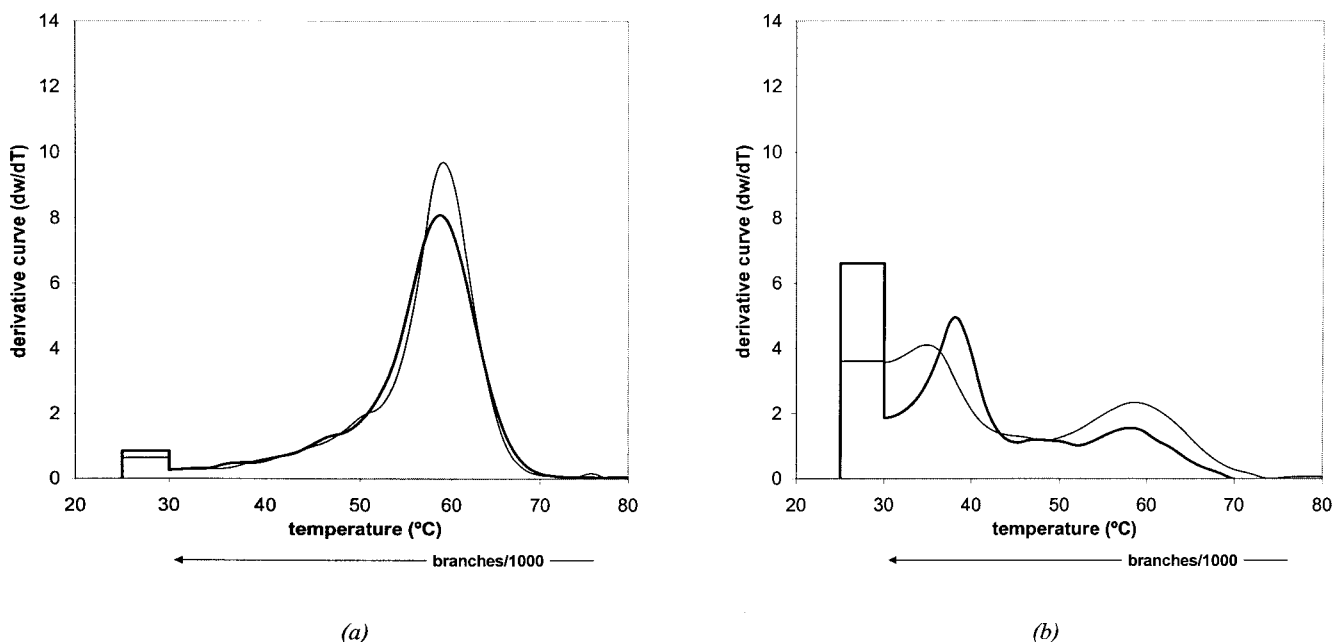 14
12
10
8
6
4
2
0
derivative curve (dw/dT)
20 30 40 50 60 70 80
temperature (ºC)
branches/1000
(a)
14
12
10
8
6
4
2
0
derivative curve (dw/dT)
20 30 40 50 60 70 80
temperature (ºC)
branches/1000
(b)